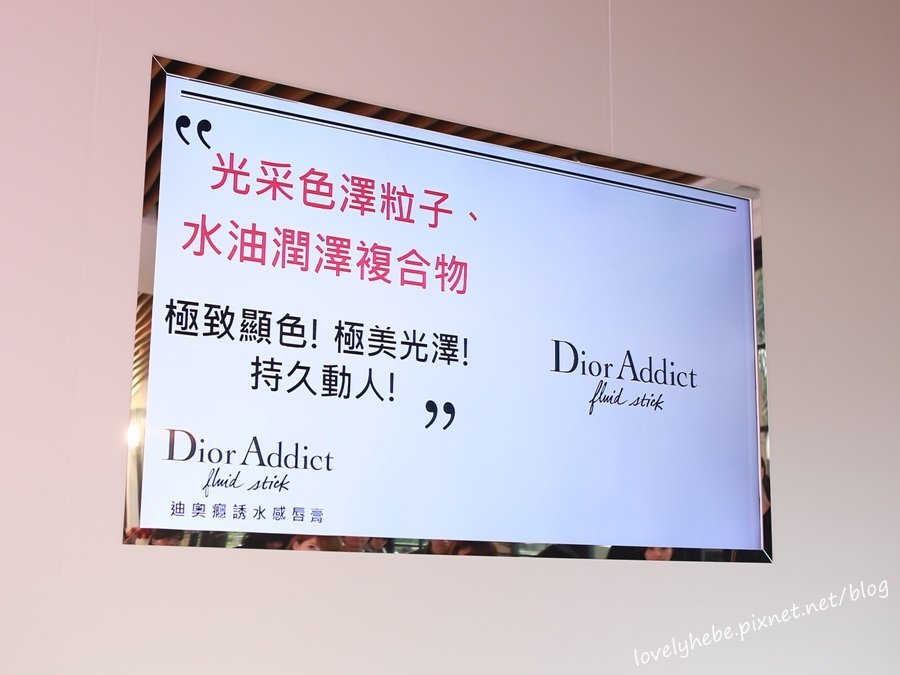 “
光采色澤粒子、
水油潤澤複合物
極致顯色! 極美光澤!
持久動人!
”
Dior Addict
fluid stick
迪奧癮誘水感唇膏
Dior Addict
fluid stick
lovelyhebe.pixnet.net/blog